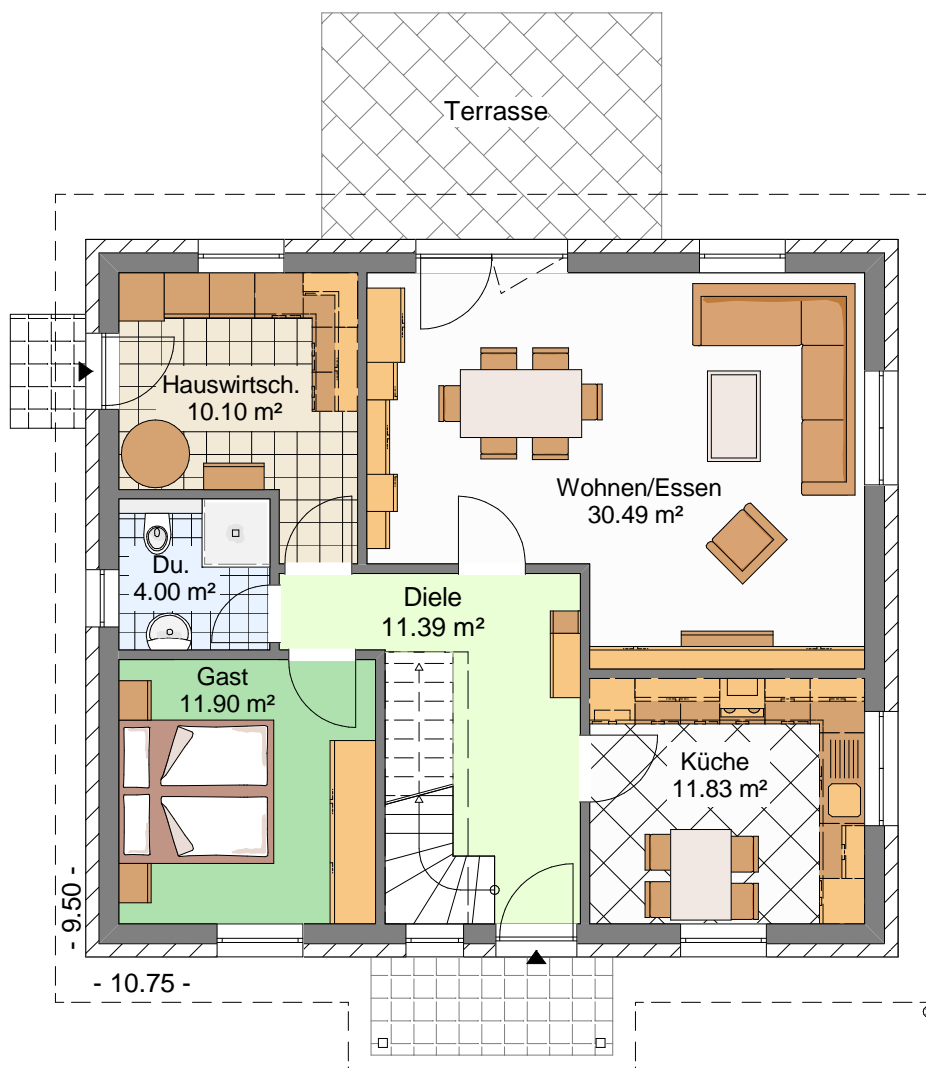 Terrasse
Hauswirtsch.
10.10 m²
Wohnen/Essen
30.49 m²
Du.
4.00 m²
Diele
11.39 m²
Gast
11.90 m²
Küche
11.83 m²
- 9.50 -
- 10.75 -